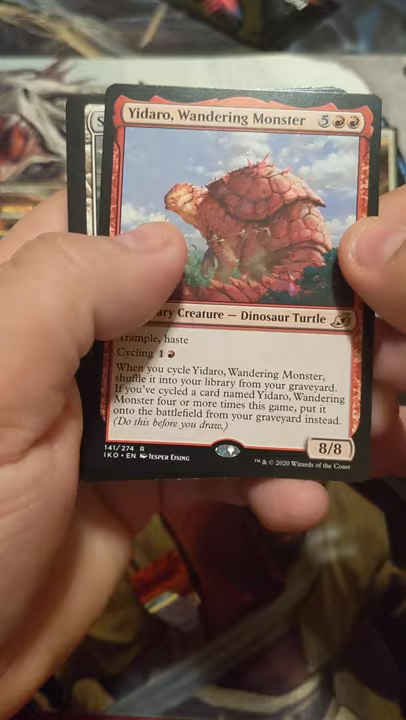 S
Yidaro, Wandering Monster 5
ary Creature — Dinosaur Turtle
Trample, haste
Cycling 1
When you cycle Yidaro, Wandering Monster,
shuffle it into your library from your graveyard.
If you've cycled a card named Yidaro, Wandering
Monster four or more times this game, put it
onto the battlefield from your graveyard instead.
(Do this before you draw.)
8/8
141/274 R
IKO • EN Jesper Ejsing
™ & © 2020 Wizards of the Coast